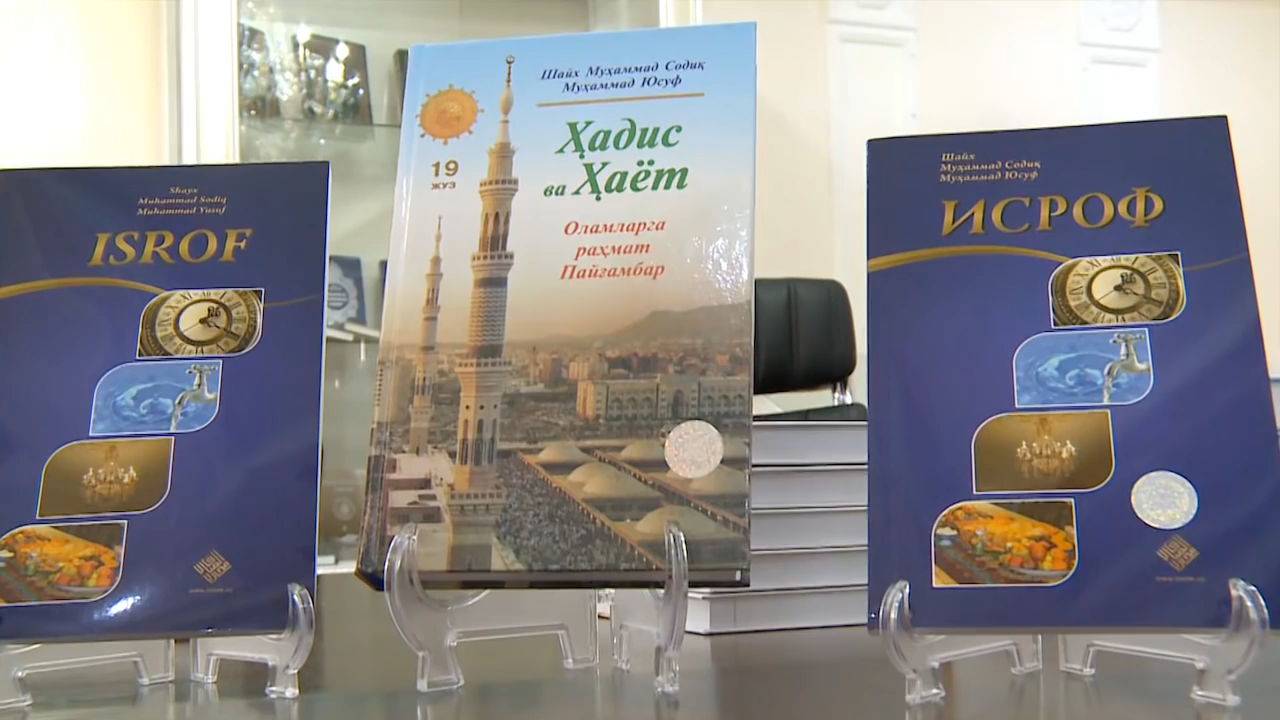 Shayx
Muhammad Sodiq
Muhammad Yusuf
ISROF
Шайх Муҳаммад Содиқ
Муҳаммад Юсуф
19
жуз
Ҳадис
ва Ҳаёт
Оламларга
раҳмат
Пайғамбар
Шайх
Муҳаммад Содиқ
Муҳаммад Юсуф
ИСРОФ